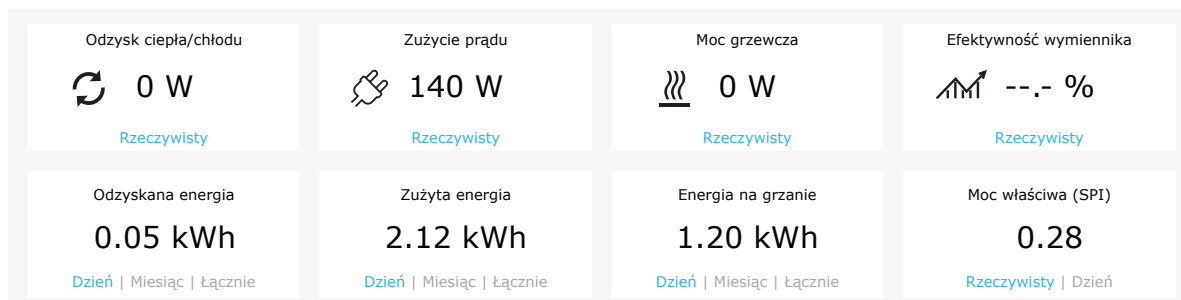 Odzysk ciepła/chłodu
0 W
Rzeczywisty
Zużycie prądu
140 W
Rzeczywisty
Moc grzewcza
0 W
Rzeczywisty
Efektywność wymiennika
--.- %
Rzeczywisty
Odzyskana energia
0.05 kWh
Dzień | Miesiąc | Łącznie
Zużyta energia
2.12 kWh
Dzień | Miesiąc | Łącznie
Energia na grzanie
1.20 kWh
Dzień | Miesiąc | Łącznie
Moc właściwa (SPI)
0.28
Rzeczywisty | Dzień